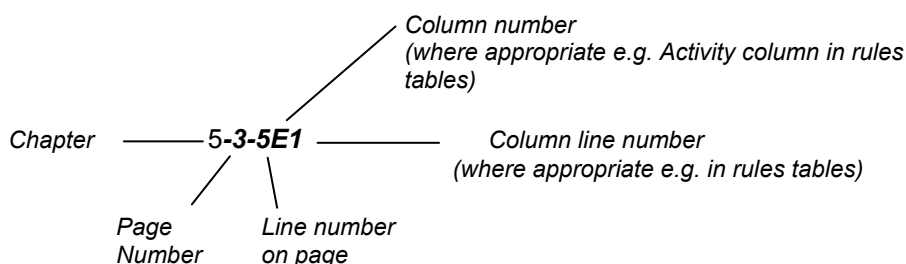 Column number
(where appropriate e.g. Activity column in rules
tables)
Chapter
5-3-5E1
Column line number
(where appropriate e.g. in rules tables)
Page
Number
Line number
on page